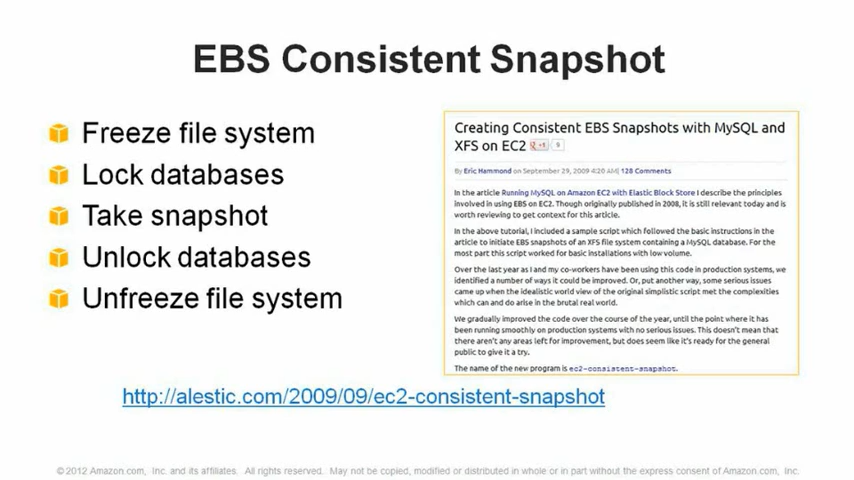 EBS Consistent Snapshot
Freeze file system
Lock databases
Take snapshot
Unlock databases
Unfreeze file system
Creating Consistent EBS Snapshots with MySQL and
XFS on EC2 +1 9
By Eric Hammond on September 29, 2009 4:20 AM| 128 Comments
In the article Running MySQL on Amazon EC2 with Elastic Block Store I describe the principles
involved in using EBS on EC2. Though originally published in 2008, it is still relevant today and is
worth reviewing to get context for this article.
In the above tutorial, I included a sample script which followed the basic instructions in the
article to initiate EBS snapshots of an XFS file system containing a MySQL database. For the
most part this script worked for basic installations with low volume.
Over the last year as I and my co-workers have been using this code in production systems, we
identified a number of ways it could be improved. Or, put another way, some serious issues
came up when the idealistic world view of the original simplistic script met the complexities
which can and do arise in the brutal real world.
We gradually improved the code over the course of the year, until the point where it has
been running smoothly on production systems with no serious issues. This doesn't mean that
there aren't any areas left for improvement, but does seem like it's ready for the general
public to give it a try.
The name of the new program is ec2-consistent-snapshot.
http://alestic.com/2009/09/ec2-consistent-snapshot
© 2012 Amazon.com, Inc. and its affiliates. All rights reserved. May not be copied, modified or distributed in whole or in part without the express consent of Amazon.com, Inc.